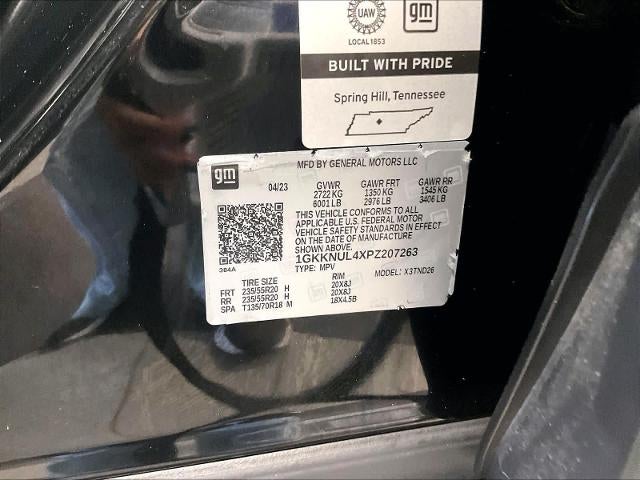 UAW
gm
LOCAL 1853
BUILT WITH PRIDE
Spring Hill, Tennessee
gm
MFD BY GENERAL MOTORS LLC
04/23 GVWR GAWR FRT GAWR RR
2722 KG 1350 KG 1545 KG
6001 LB 2976 LB 3406 LB
THIS VEHICLE CONFORMS TO ALL
APPLICABLE U.S. FEDERAL MOTOR
VEHICLE SAFETY STANDARDS IN EFFECT
ON THE DATE OF MANUFACTURE
SHOWN ABOVE.
1GKKNUL4XPZ207263
384A
TYPE: MPV MODEL: X3TND26
TIRE SIZE RIM
FRT 235/55R20 H 20X8J
RR 235/55R20 H 20X8J
SPA T135/70R18 M 18X4.5B